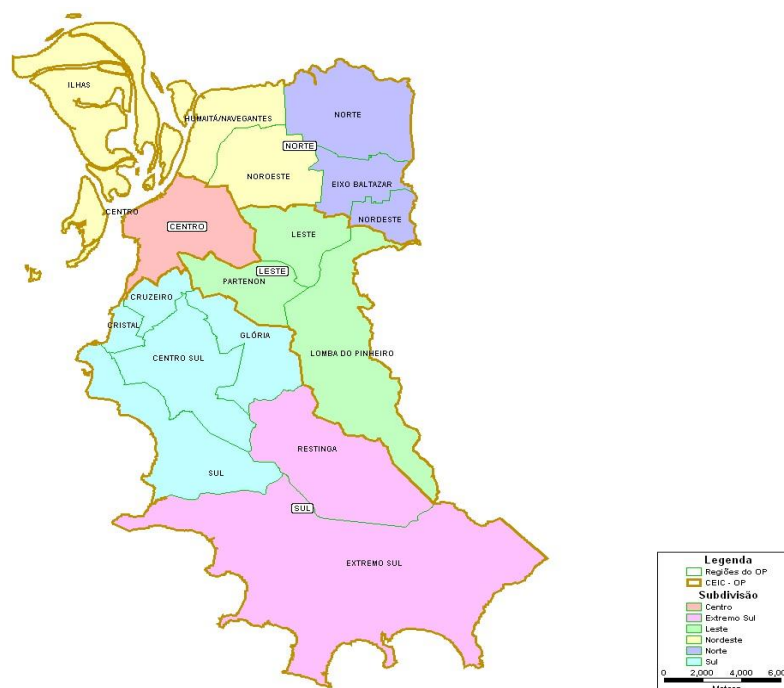 ILHAS
HUMAITÁ/NAVEGANTES
NORTE
NORTE
NOROESTE
EIXO BALTAZAR
CENTRO
NORDESTE
CENTRO
LESTE
LESTE
PARTENON
CRUZEIRO
CRISTAL
GLÓRIA
CENTRO SUL
LOMBA DO PINHEIRO
RESTINGA
SUL
SUL
EXTREMO SUL
Legenda
Regiões do OP
CEIC - OP
Subdivisão
Centro
Extremo Sul
Leste
Nordeste
Norte
Sul
0 2,000 4,000 6,00